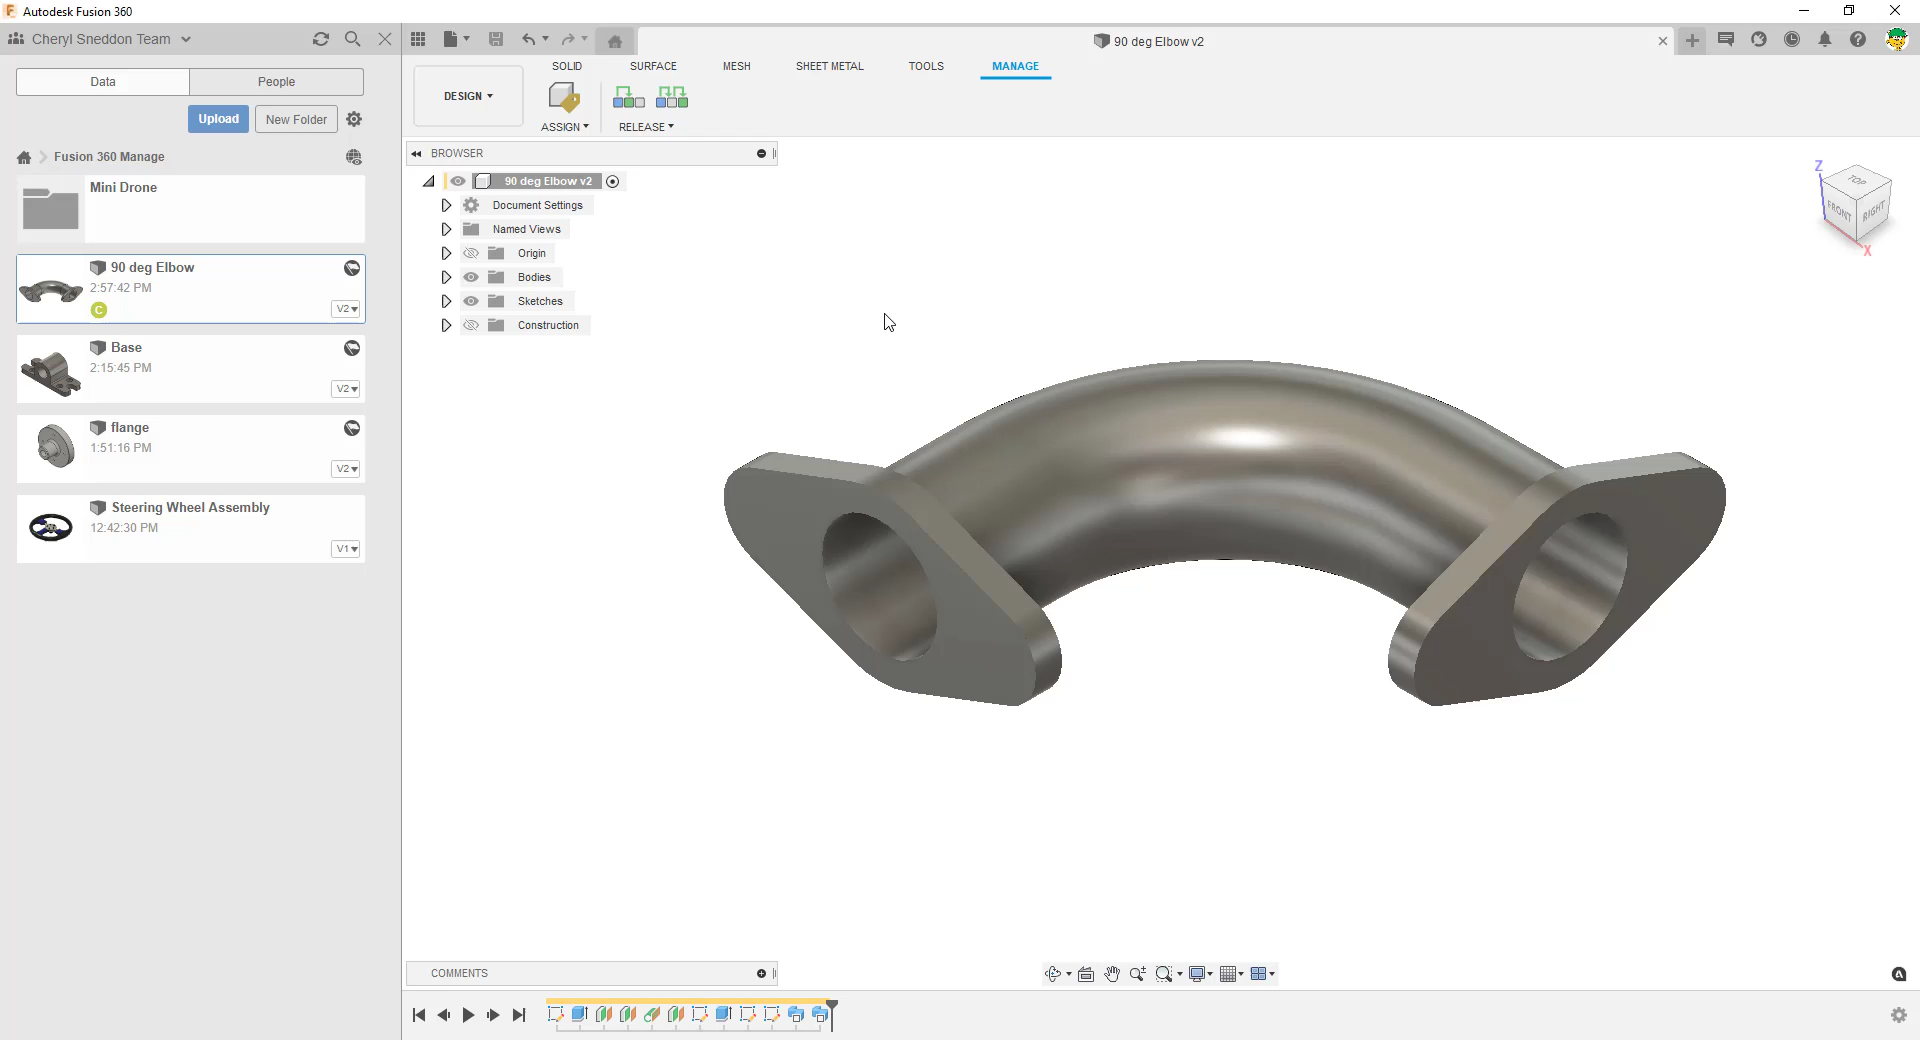 Autodesk Fusion 360
Cheryl Sneddon Team
90 deg Elbow v2
Data
People
SOLID
SURFACE
MESH
SHEET METAL
TOOLS
MANAGE
DESIGN
ASSIGN
RELEASE
Upload
New Folder
Fusion 360 Manage
Mini Drone
90 deg Elbow
2:57:42 PM
C
V2
Base
2:15:45 PM
V2
flange
1:51:16 PM
V2
Steering Wheel Assembly
12:42:30 PM
V1
BROWSER
90 deg Elbow v2
Document Settings
Named Views
Origin
Bodies
Sketches
Construction
Z
TOP
FRONT
RIGHT
X
COMMENTS